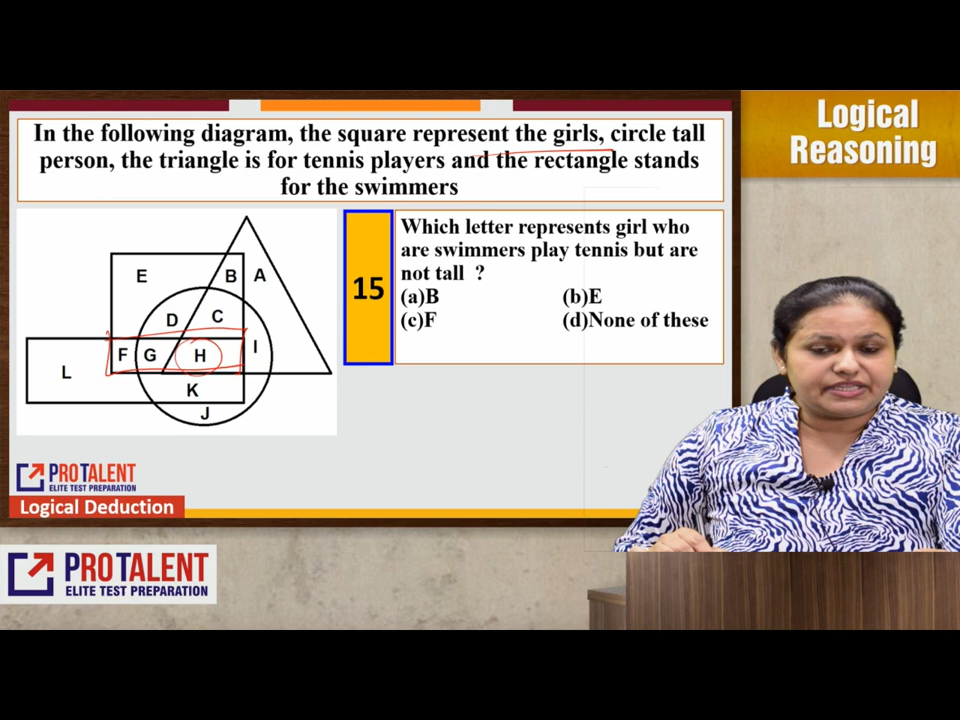 In the following diagram, the square represent the girls, circle tall
person, the triangle is for tennis players and the rectangle stands
for the swimmers
Logical
Reasoning
E
B
A
D
C
F
G
H
I
L
K
J
15
Which letter represents girl who
are swimmers play tennis but are
not tall ?
(a)B (b)E
(c)F (d)None of these
PROTALENT
ELITE TEST PREPARATION
Logical Deduction
PROTALENT
ELITE TEST PREPARATION